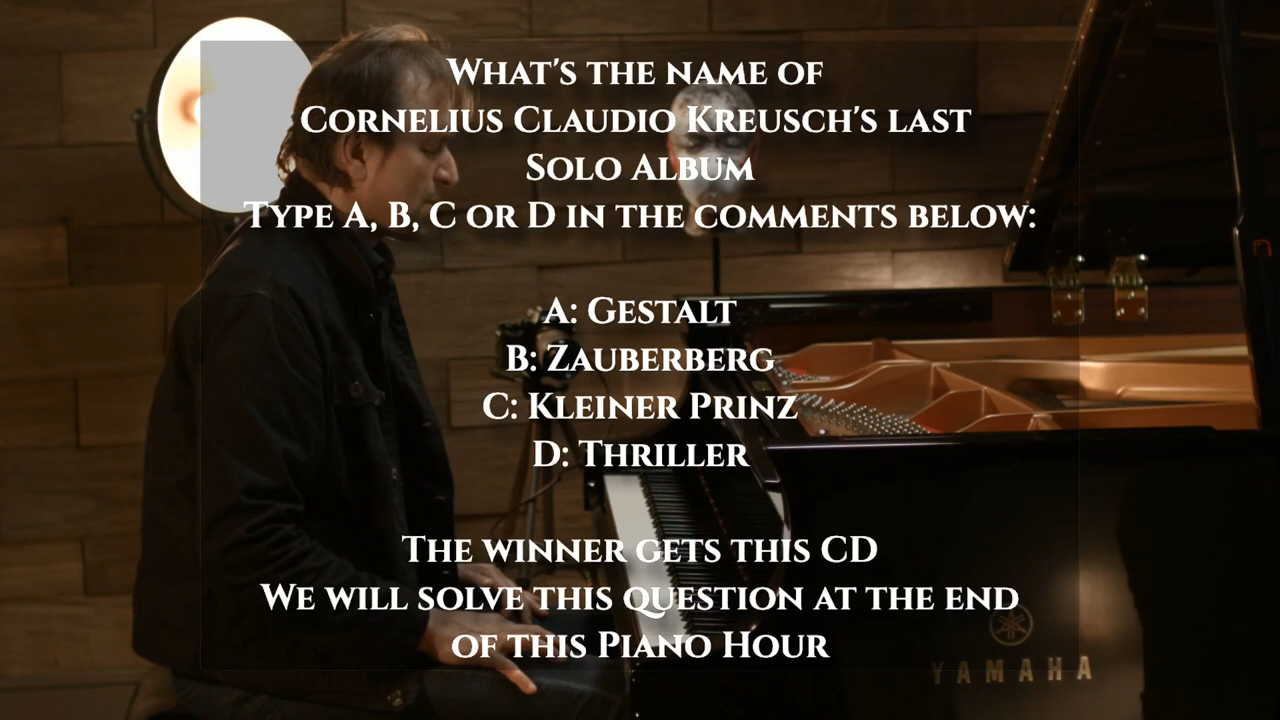 What's the name of
Cornelius Claudio Kreusch's last
Solo Album
Type A, B, C or D in the comments below:
A: Gestalt
B: Zauberberg
C: Kleiner Prinz
D: Thriller
The winner gets this CD
We will solve this question at the end
of this Piano Hour
YAMAHA